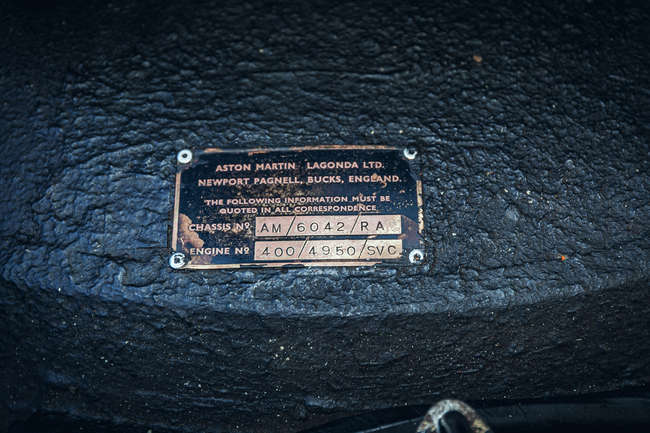 ASTON MARTIN LAGONDA LTD.
NEWPORT PAGNELL, BUCKS, ENGLAND.
THE FOLLOWING INFORMATION MUST BE
QUOTED IN ALL CORRESPONDENCE
CHASSIS Nº AM/6042/RA
ENGINE Nº 400/4950/SVC